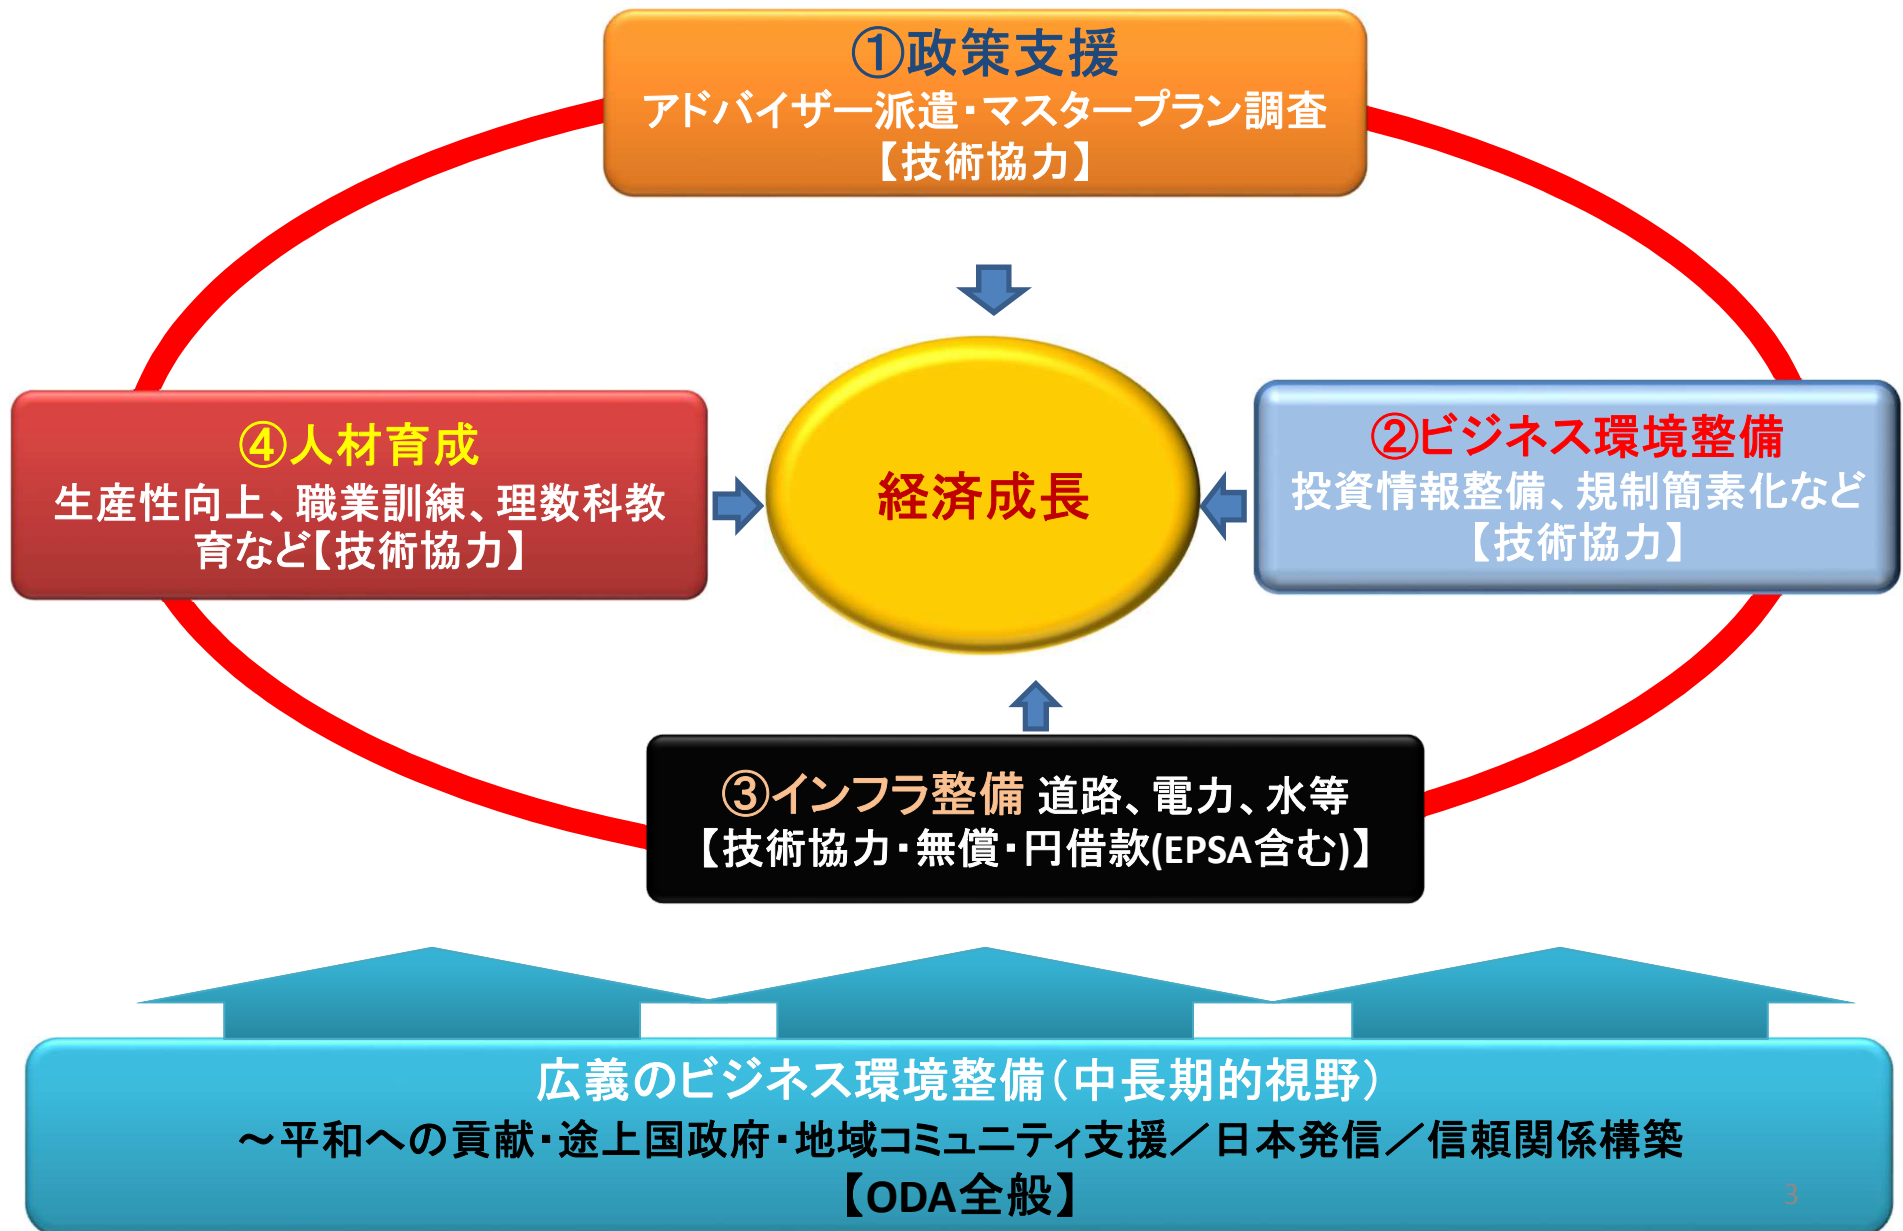 ①政策支援
アドバイザー派遣・マスタープラン調査
【技術協力】
④人材育成
生産性向上、職業訓練、理数科教
育など【技術協力】
経済成長
②ビジネス環境整備
投資情報整備、規制簡素化など
【技術協力】
③インフラ整備 道路、電力、水等
【技術協力・無償・円借款(EPSA含む)】
広義のビジネス環境整備（中長期的視野）
～平和への貢献・途上国政府・地域コミュニティ支援／日本発信／信頼関係構築
【ODA全般】
3